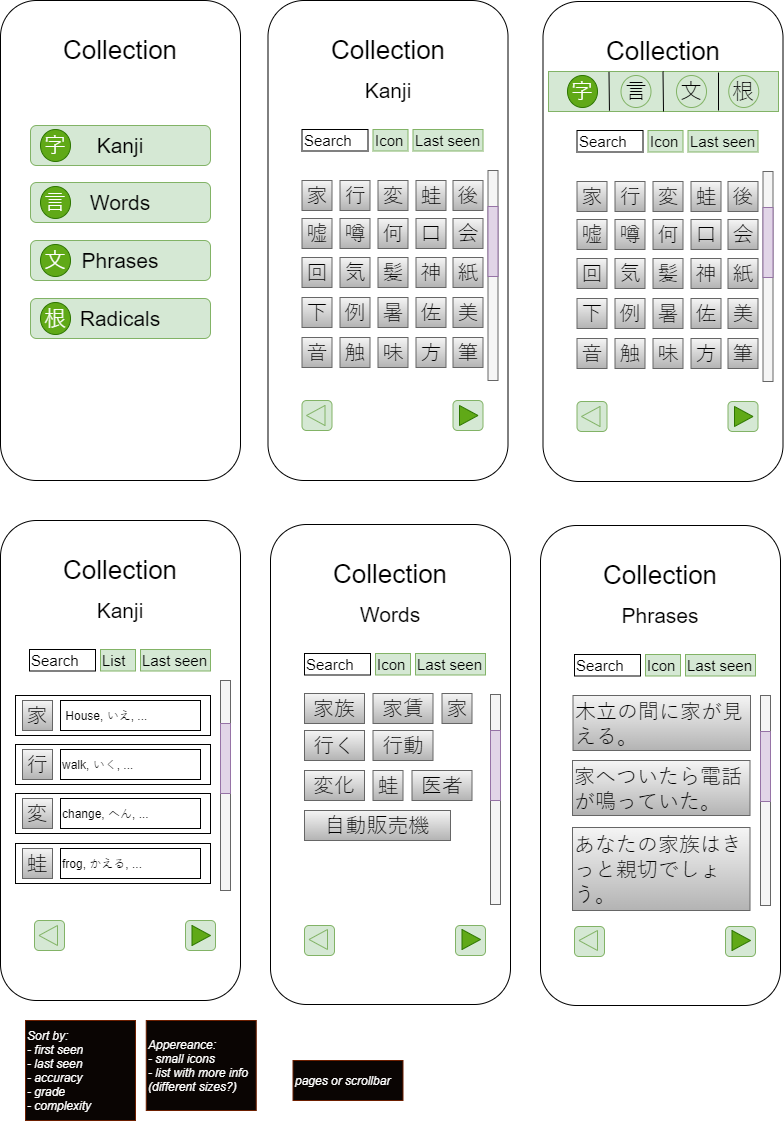 Collection
字 Kanji
言 Words
文 Phrases
根 Radicals
Collection
Kanji
Search Icon Last seen
家 行 変 蛙 後
嘘 噂 何 口 会
回 気 髪 神 紙
下 例 暑 佐 美
音 触 味 方 筆
Collection
字 言 文 根
Search Icon Last seen
家 行 変 蛙 後
嘘 噂 何 口 会
回 気 髪 神 紙
下 例 暑 佐 美
音 触 味 方 筆
Collection
Kanji
Search List Last seen
家 House, いえ, ...
行 walk, いく, ...
変 change, へん, ...
蛙 frog, かえる, ...
Collection
Words
Search Icon Last seen
家族 家賃 家
行く 行動
変化 蛙 医者
自動販売機
Collection
Phrases
Search Icon Last seen
木立の間に家が見
える。
家へついたら電話
が鳴っていた。
あなたの家族はき
っと親切でしょ
う。
Sort by:
- first seen
- last seen
- accuracy
- grade
- complexity
Appereance:
- small icons
- list with more info
(different sizes?)
pages or scrollbar